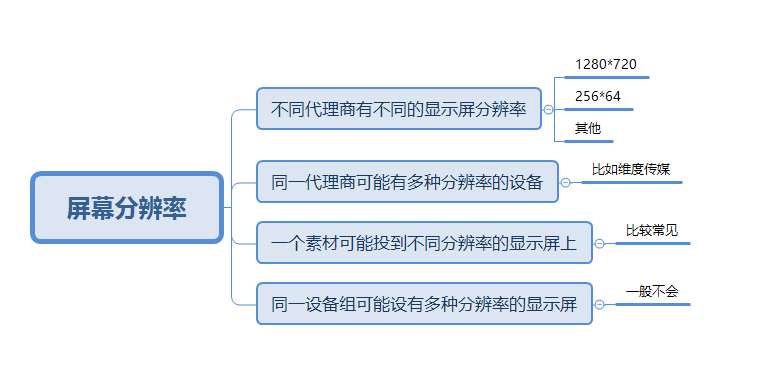 屏幕分辨率
不同代理商有不同的显示屏分辨率
1280*720
256*64
其他
同一代理商可能有多种分辨率的设备
比如维度传媒
一个素材可能投到不同分辨率的显示屏上
比较常见
同一设备组可能设有多种分辨率的显示屏
一般不会